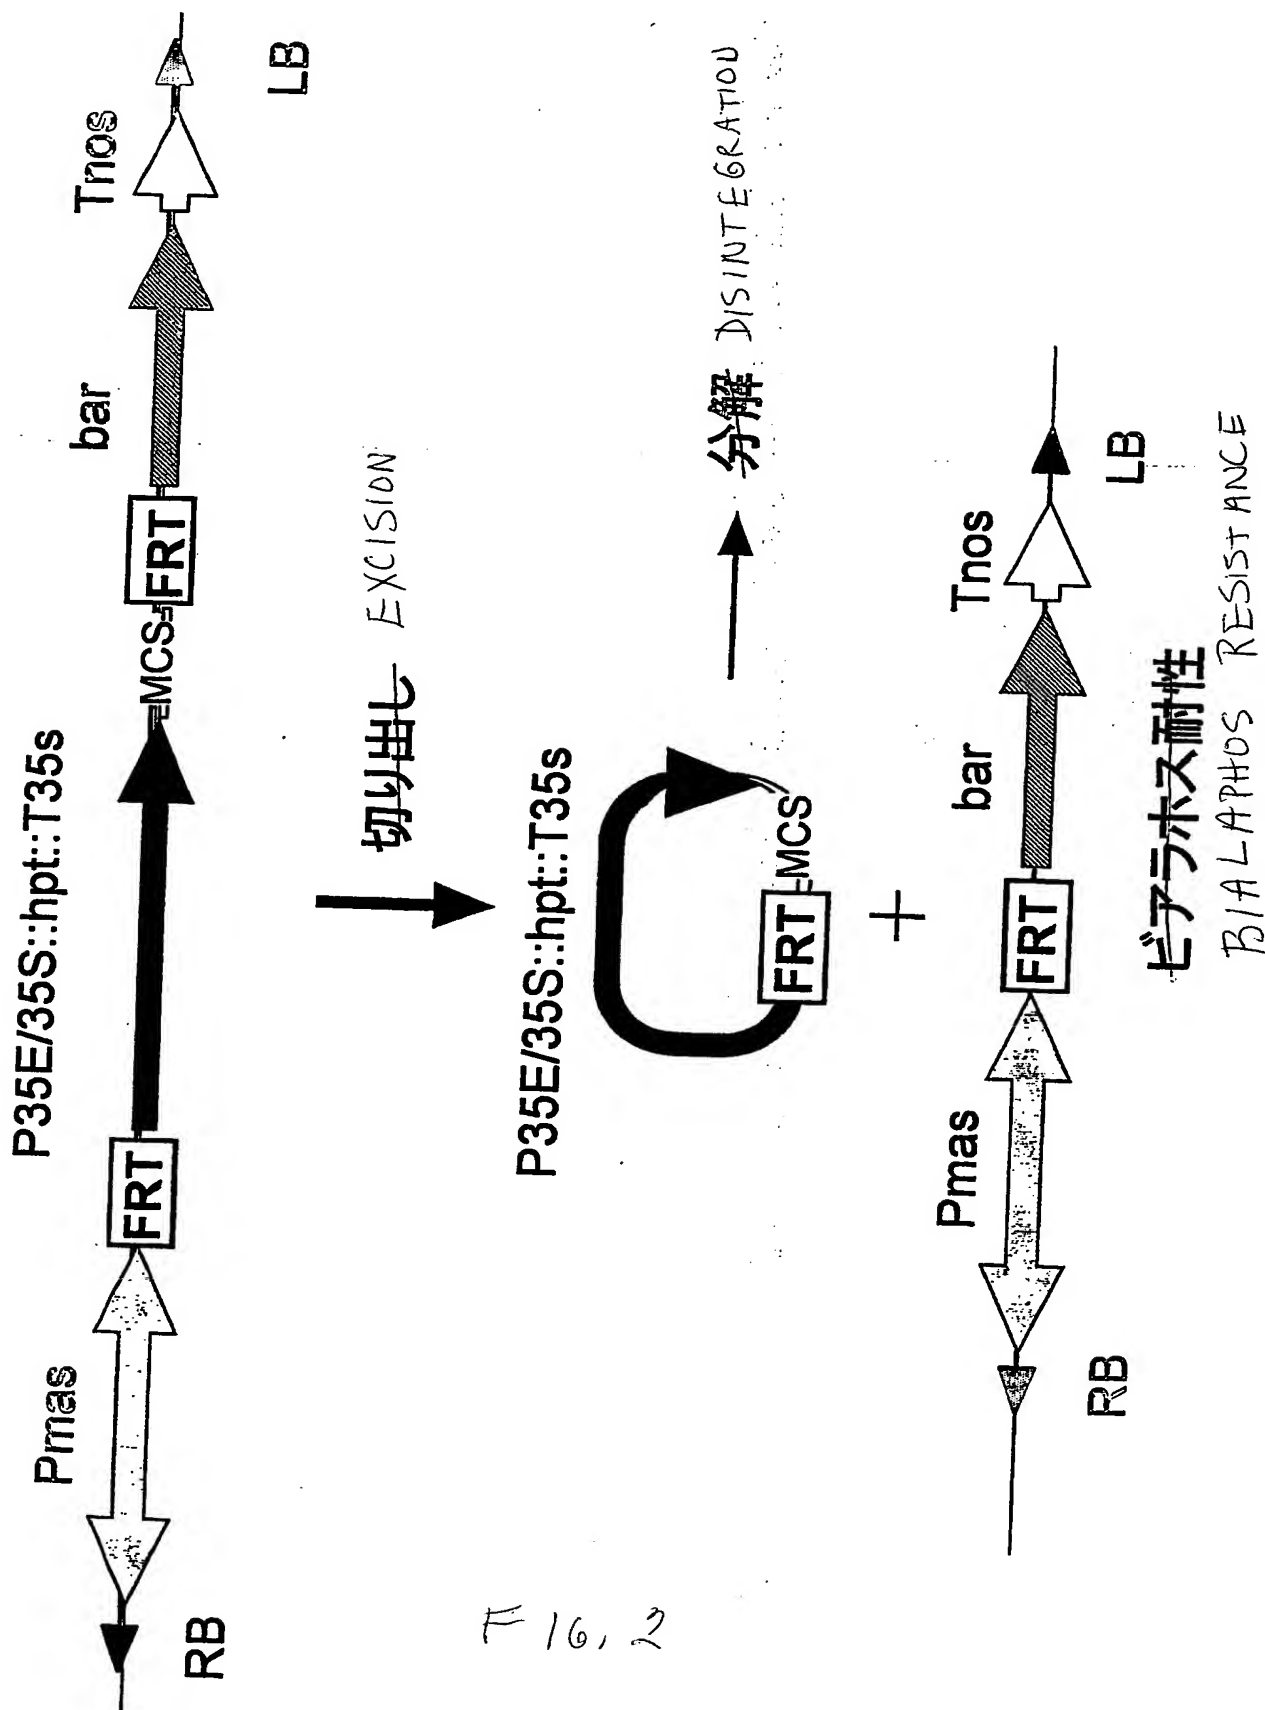 P35E/35S::hpt::T35s
RB
Pmas
FRT
MCS
FRT
bar
Tnos
LB
切り出し EXCISION
P35E/35S::hpt::T35s
FRT
MCS
分解 DISINTEGRATION
+
RB
Pmas
FRT
bar
Tnos
LB
ビアラホス耐性
BIALAPHOS RESISTANCE
FIG. 2